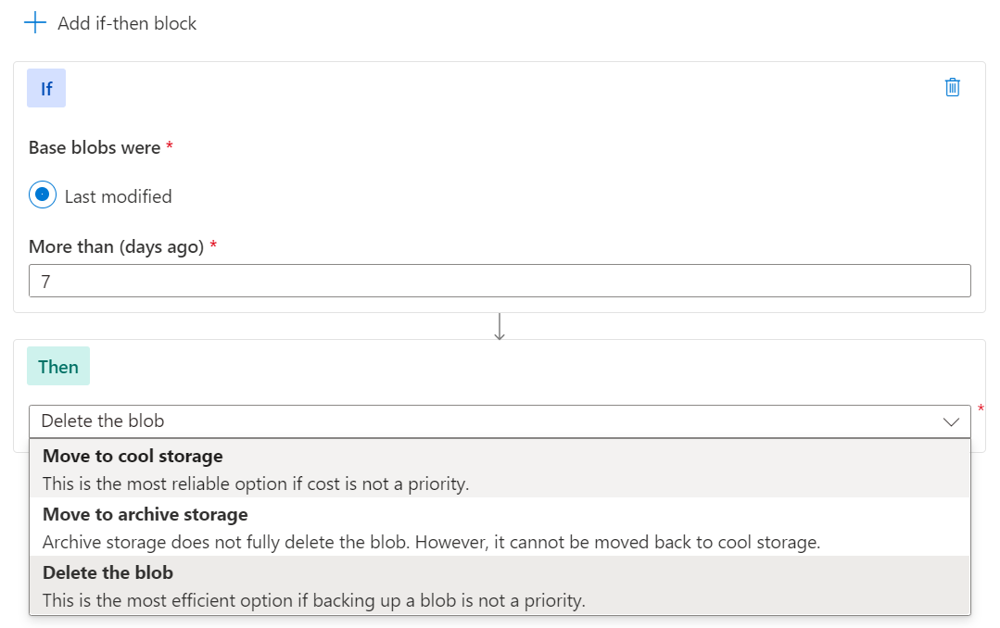 Add if-then block
If
Base blobs were *
Last modified
More than (days ago) *
7
Then
Delete the blob
*
Move to cool storage
This is the most reliable option if cost is not a priority.
Move to archive storage
Archive storage does not fully delete the blob. However, it cannot be moved back to cool storage.
Delete the blob
This is the most efficient option if backing up a blob is not a priority.